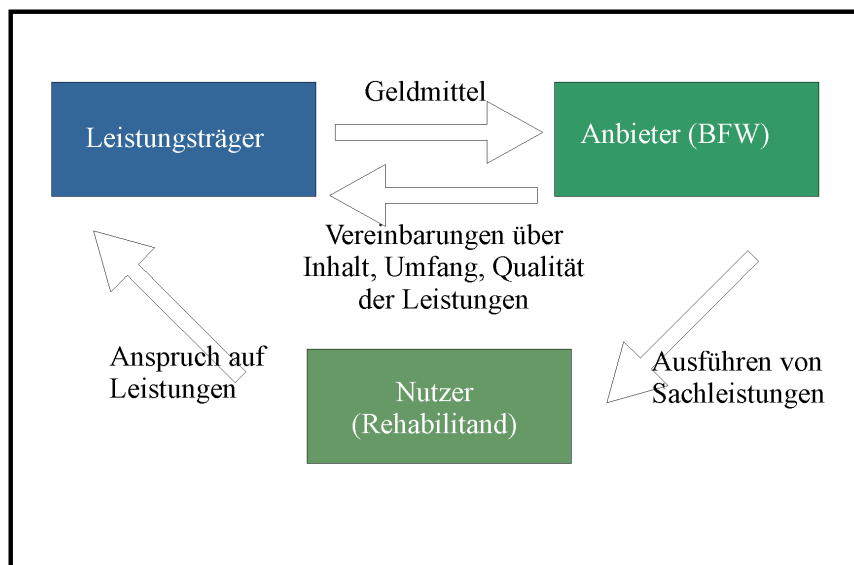 Geldmittel
Leistungsträger
Anbieter (BFW)
Vereinbarungen über
Inhalt, Umfang, Qualität
der Leistungen
Anspruch auf
Leistungen
Nutzer
(Rehabilitand)
Ausführen von
Sachleistungen